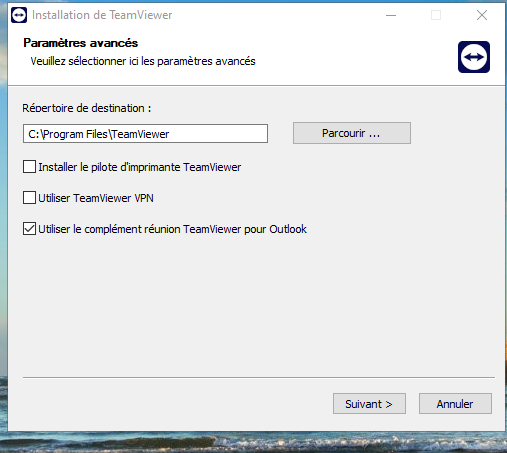 Installation de TeamViewer
Paramètres avancés
Veuillez sélectionner ici les paramètres avancés
Répertoire de destination :
C:\Program Files\TeamViewer
Parcourir ...
Installer le pilote d'imprimante TeamViewer
Utiliser TeamViewer VPN
Utiliser le complément réunion TeamViewer pour Outlook
Suivant >
Annuler